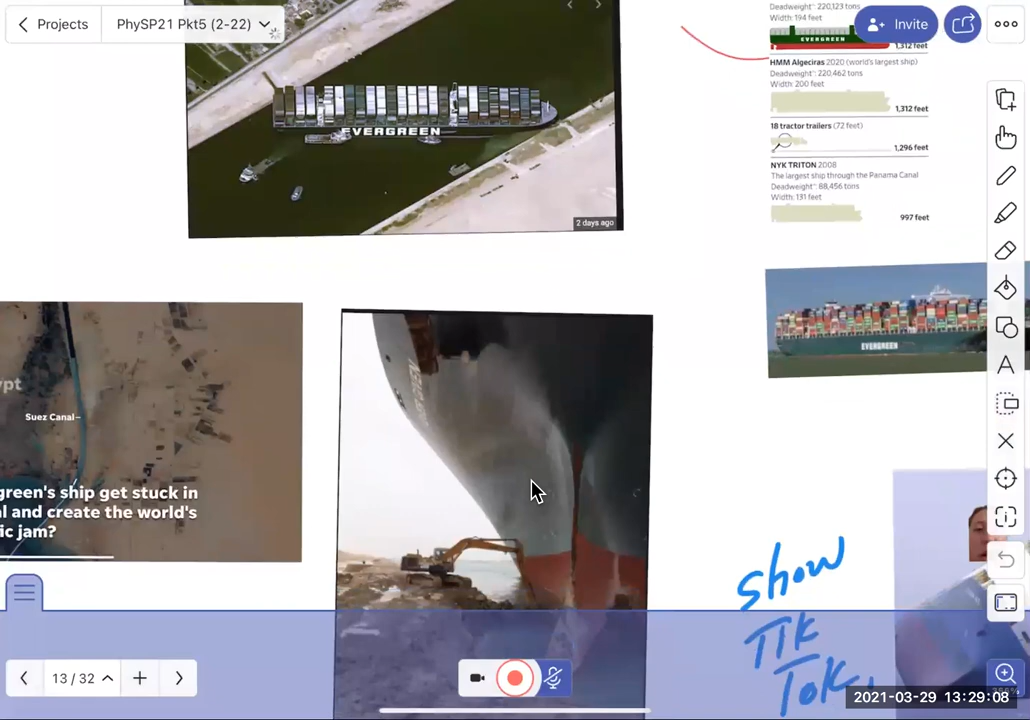 Projects
PhySP21 Pkt5 (2-22)
Invite
Deadweight: 220,123 tons
Width: 194 feet
EVERGREEN
1,312 feet
HMM Algeciras 2020 (world's largest ship)
Deadweight: 220,462 tons
Width: 200 feet
1,312 feet
18 tractor trailers (72 feet)
1,296 feet
NYK TRITON 2008
The largest ship through the Panama Canal
Deadweight: 88,456 tons
Width: 131 feet
997 feet
EVERGREEN
2 days ago
EVERGREEN
ypt
Suez Canal
green's ship get stuck in
al and create the world's
ic jam?
show
TIK
TOK
13 / 32
2021-03-29 13:29:08